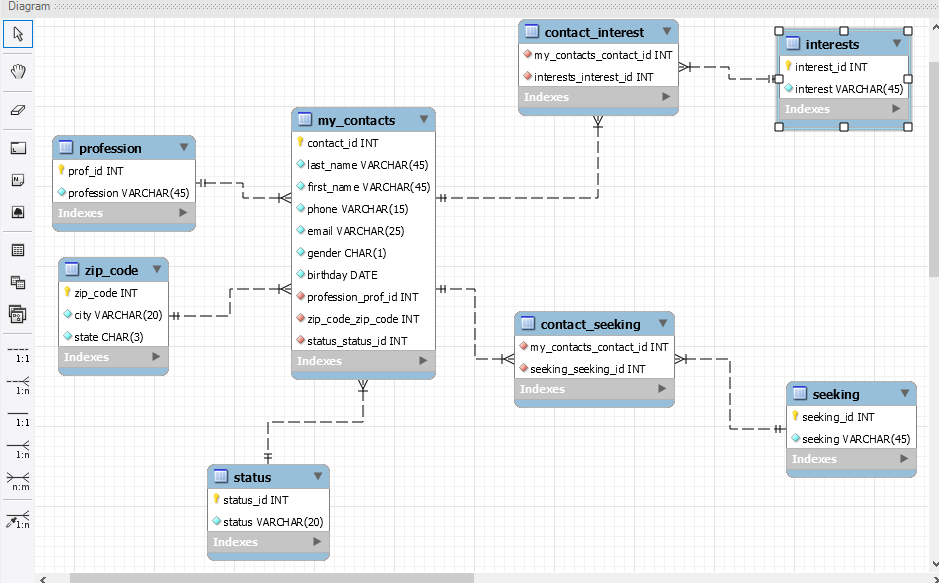 Diagram
contact_interest
my_contacts_contact_id INT
interests_interest_id INT
Indexes
interests
interest_id INT
interest VARCHAR(45)
Indexes
my_contacts
contact_id INT
last_name VARCHAR(45)
first_name VARCHAR(45)
phone VARCHAR(15)
email VARCHAR(25)
gender CHAR(1)
birthday DATE
profession_prof_id INT
zip_code_zip_code INT
status_status_id INT
Indexes
profession
prof_id INT
profession VARCHAR(45)
Indexes
zip_code
zip_code INT
city VARCHAR(20)
state CHAR(3)
Indexes
contact_seeking
my_contacts_contact_id INT
seeking_seeking_id INT
Indexes
seeking
seeking_id INT
seeking VARCHAR(45)
Indexes
status
status_id INT
status VARCHAR(20)
Indexes
1:1
1:n
1:1
1:n
n:m
1:n